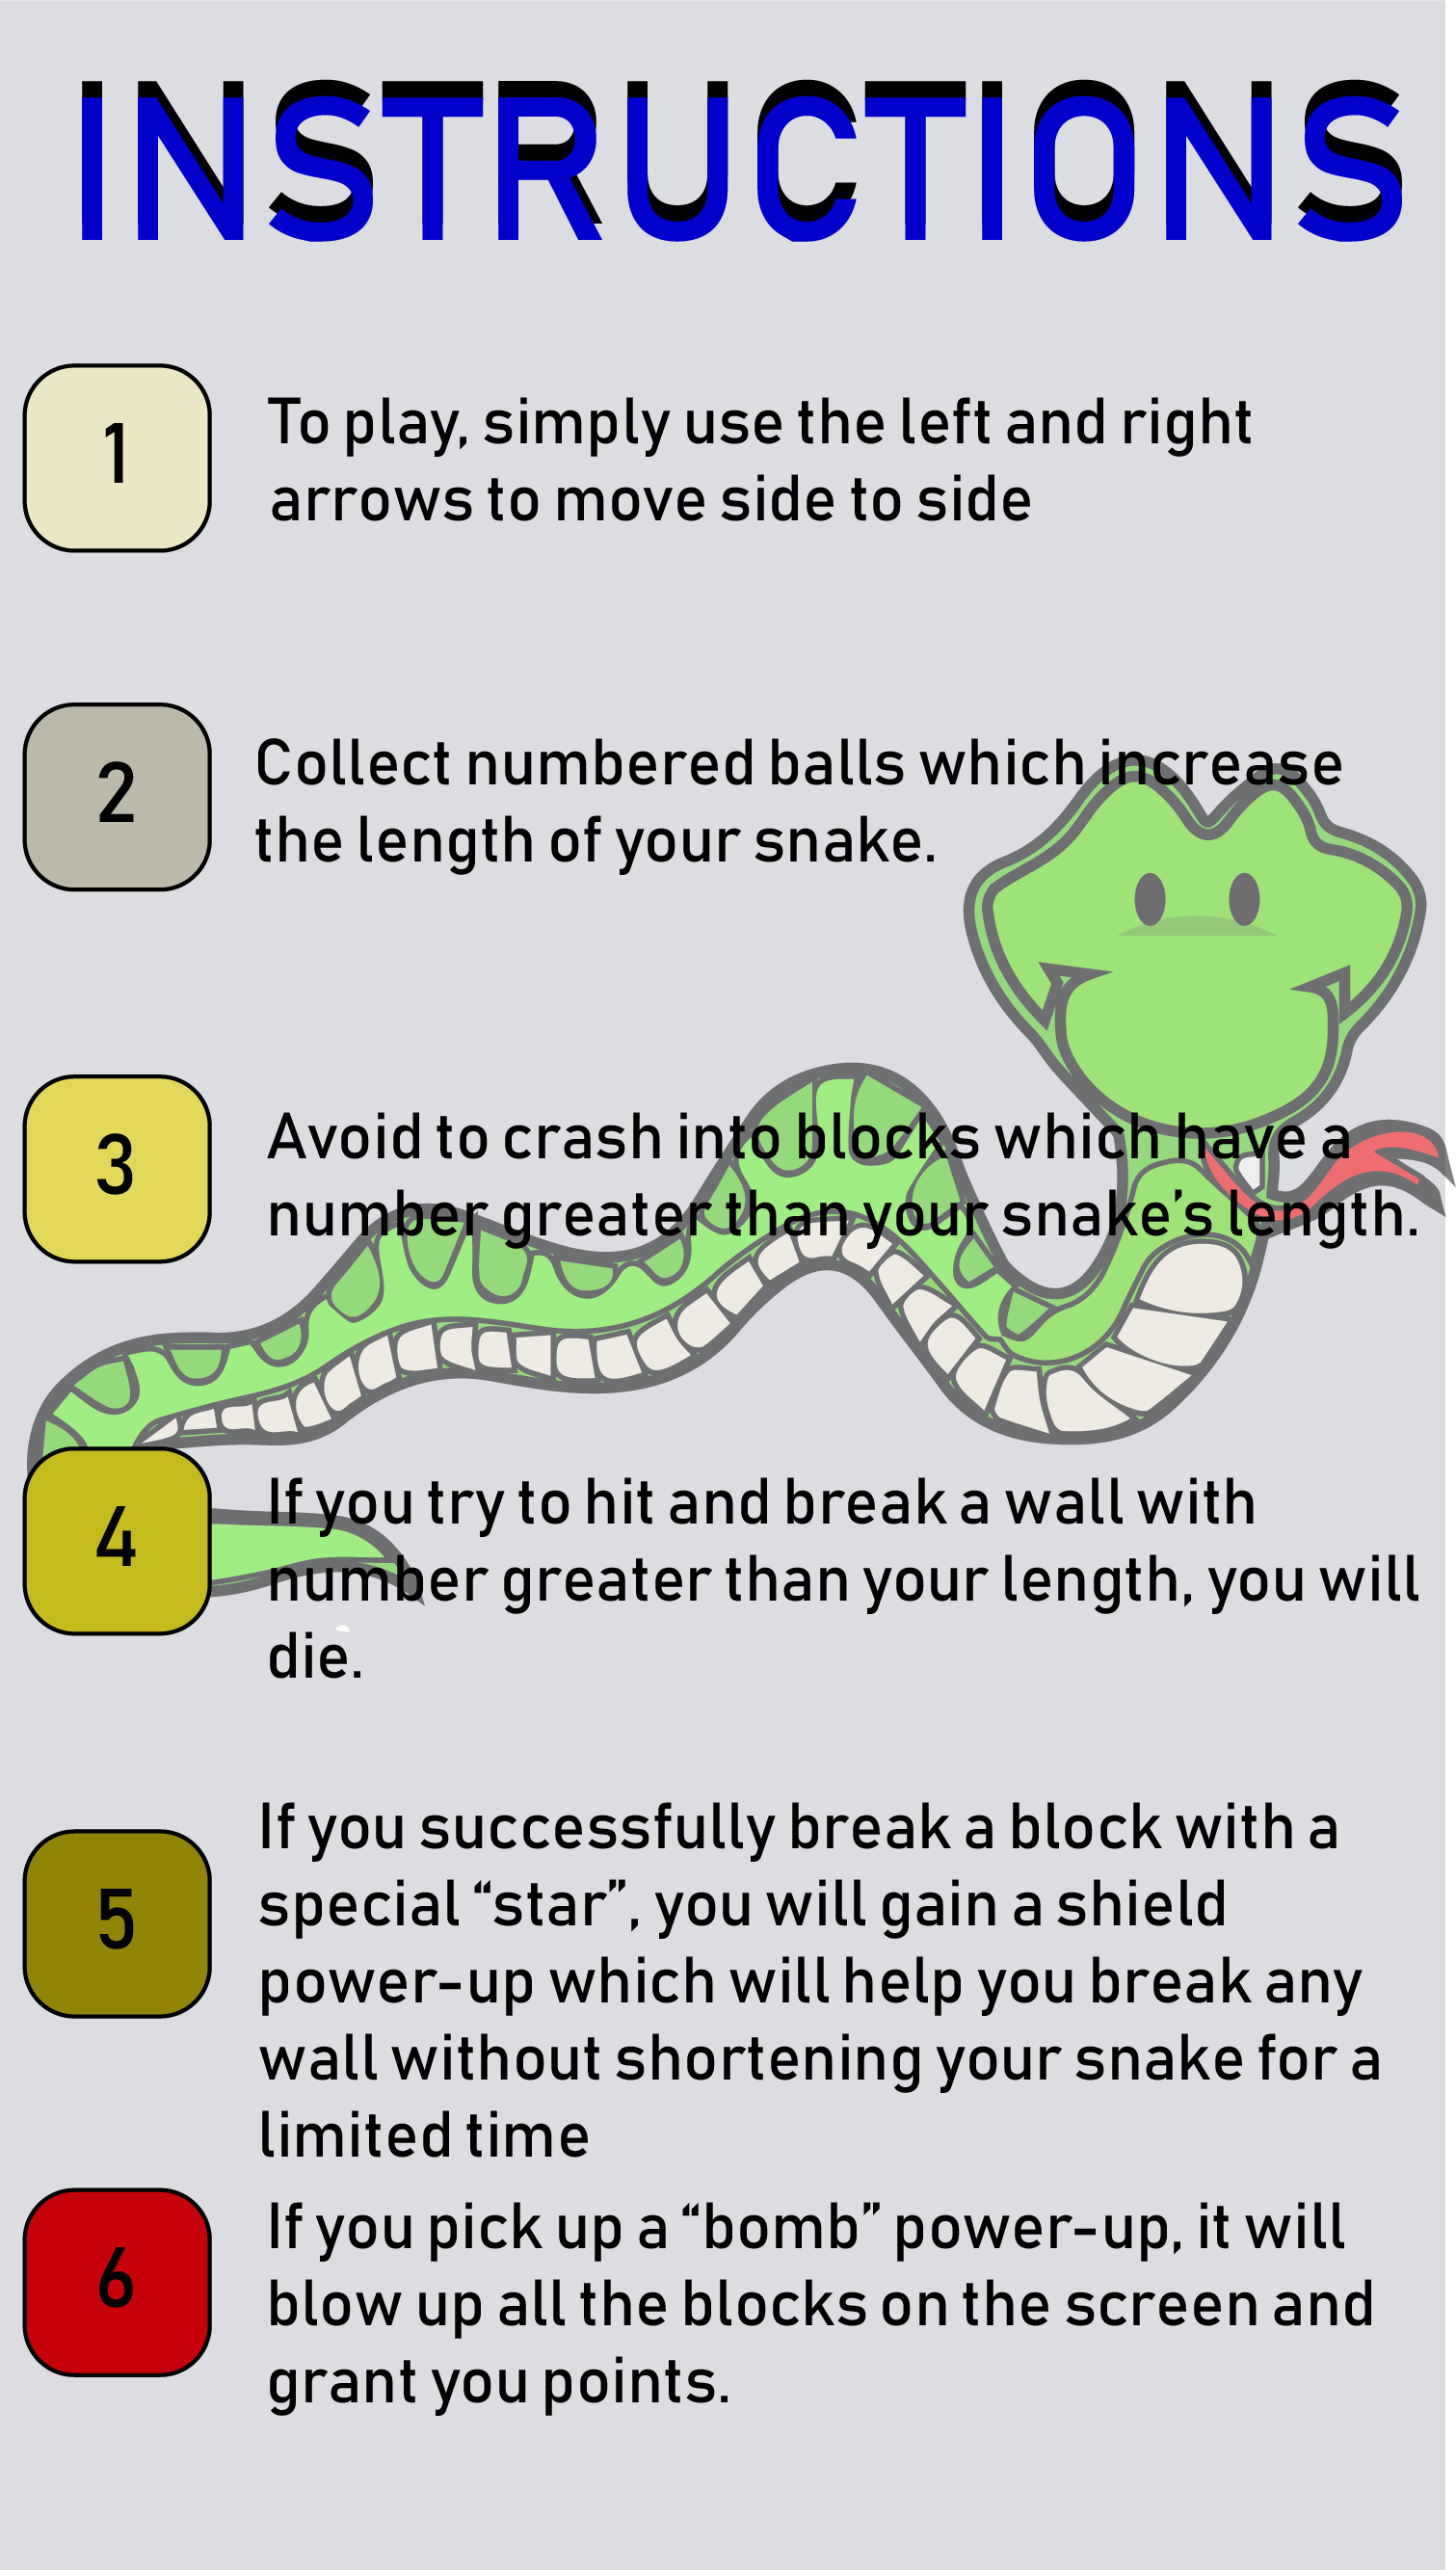 INSTRUCTIONS
1
To play, simply use the left and right
arrows to move side to side
2
Collect numbered balls which increase
the length of your snake.
3
Avoid to crash into blocks which have a
number greater than your snake’s length.
4
If you try to hit and break a wall with
number greater than your length, you will
die.
5
If you successfully break a block with a
special “star”, you will gain a shield
power-up which will help you break any
wall without shortening your snake for a
limited time
6
If you pick up a “bomb” power-up, it will
blow up all the blocks on the screen and
grant you points.